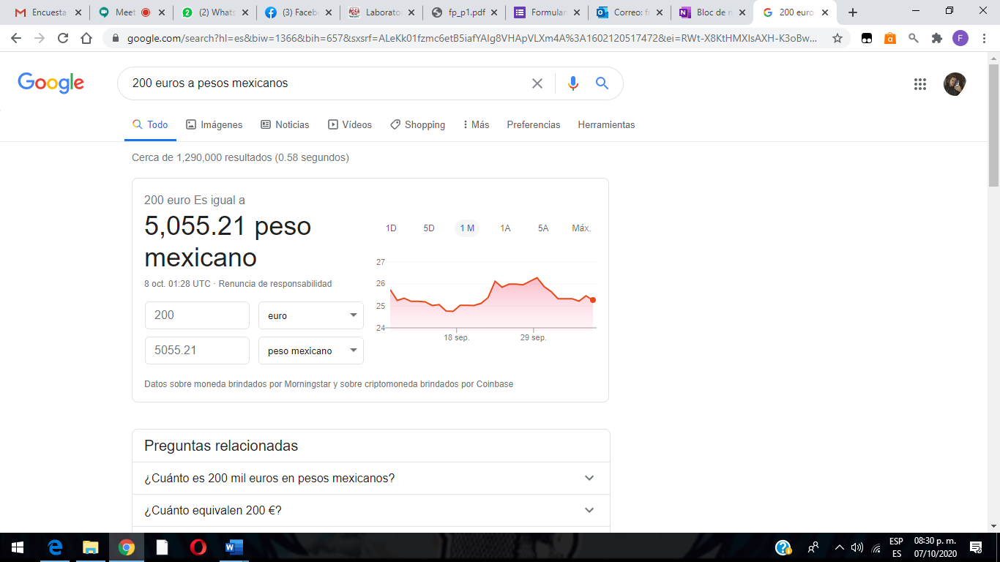 Encuesta
Meet
(2) Whats
(3) Faceb
Laborato
fp_p1.pdf
Formular
Correo: f
Bloc de n
200 euro
google.com/search?hl=es&biw=1366&bih=657&sxsrf=ALeKk01fzmc6etB5iafYAIg8VHApVLXm4A%3A1602120517472&ei=RWt-X8KtHMXIsAXH-K3oBw...
F
Google
200 euros a pesos mexicanos
Todo
Imágenes
Noticias
Vídeos
Shopping
Más
Preferencias
Herramientas
Cerca de 1,290,000 resultados (0.58 segundos)
200 euro Es igual a
5,055.21 peso
mexicano
8 oct. 01:28 UTC · Renuncia de responsabilidad
200
euro
5055.21
peso mexicano
1D
5D
1 M
1A
5A
Máx.
27
26
25
24
18 sep.
29 sep.
Datos sobre moneda brindados por Morningstar y sobre criptomoneda brindados por Coinbase
Preguntas relacionadas
¿Cuánto es 200 mil euros en pesos mexicanos?
¿Cuánto equivalen 200 €?
ESP
ES
08:30 p. m.
07/10/2020